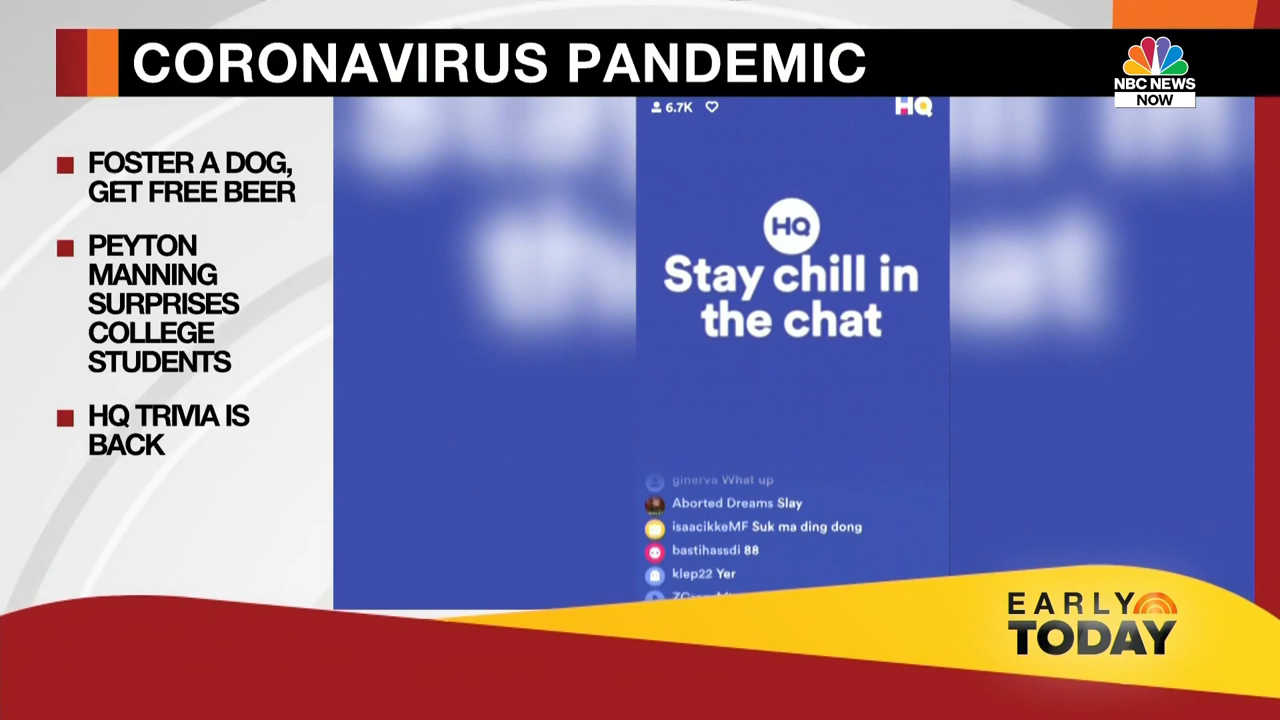 CORONAVIRUS PANDEMIC
NBC NEWS
NOW
FOSTER A DOG,
GET FREE BEER
PEYTON
MANNING
SURPRISES
COLLEGE
STUDENTS
HQ TRIVIA IS
BACK
6.7K
HQ
HQ
Stay chill in
the chat
ginerva What up
Aborted Dreams Slay
isaacikkeMF Suk ma ding dong
bastihassdi 88
klep22 Yer
EARLY
TODAY